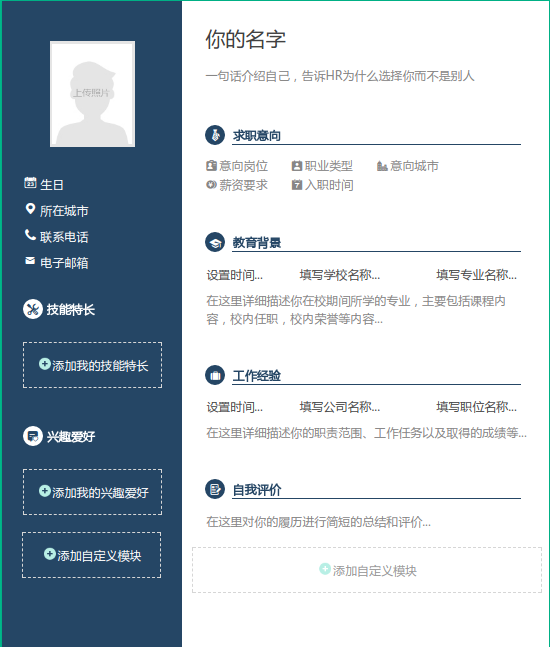 上传照片
生日
所在城市
联系电话
电子邮箱
技能特长
添加我的技能特长
兴趣爱好
添加我的兴趣爱好
添加自定义模块
你的名字
一句话介绍自己，告诉HR为什么选择你而不是别人
求职意向
意向岗位 职业类型 意向城市
薪资要求 入职时间
教育背景
设置时间... 填写学校名称... 填写专业名称...
在这里详细描述你在校期间所学的专业，主要包括课程内
容，校内任职，校内荣誉等内容...
工作经验
设置时间... 填写公司名称... 填写职位名称...
在这里详细描述你的职责范围、工作任务以及取得的成绩等...
自我评价
在这里对你的履历进行简短的总结和评价...
添加自定义模块